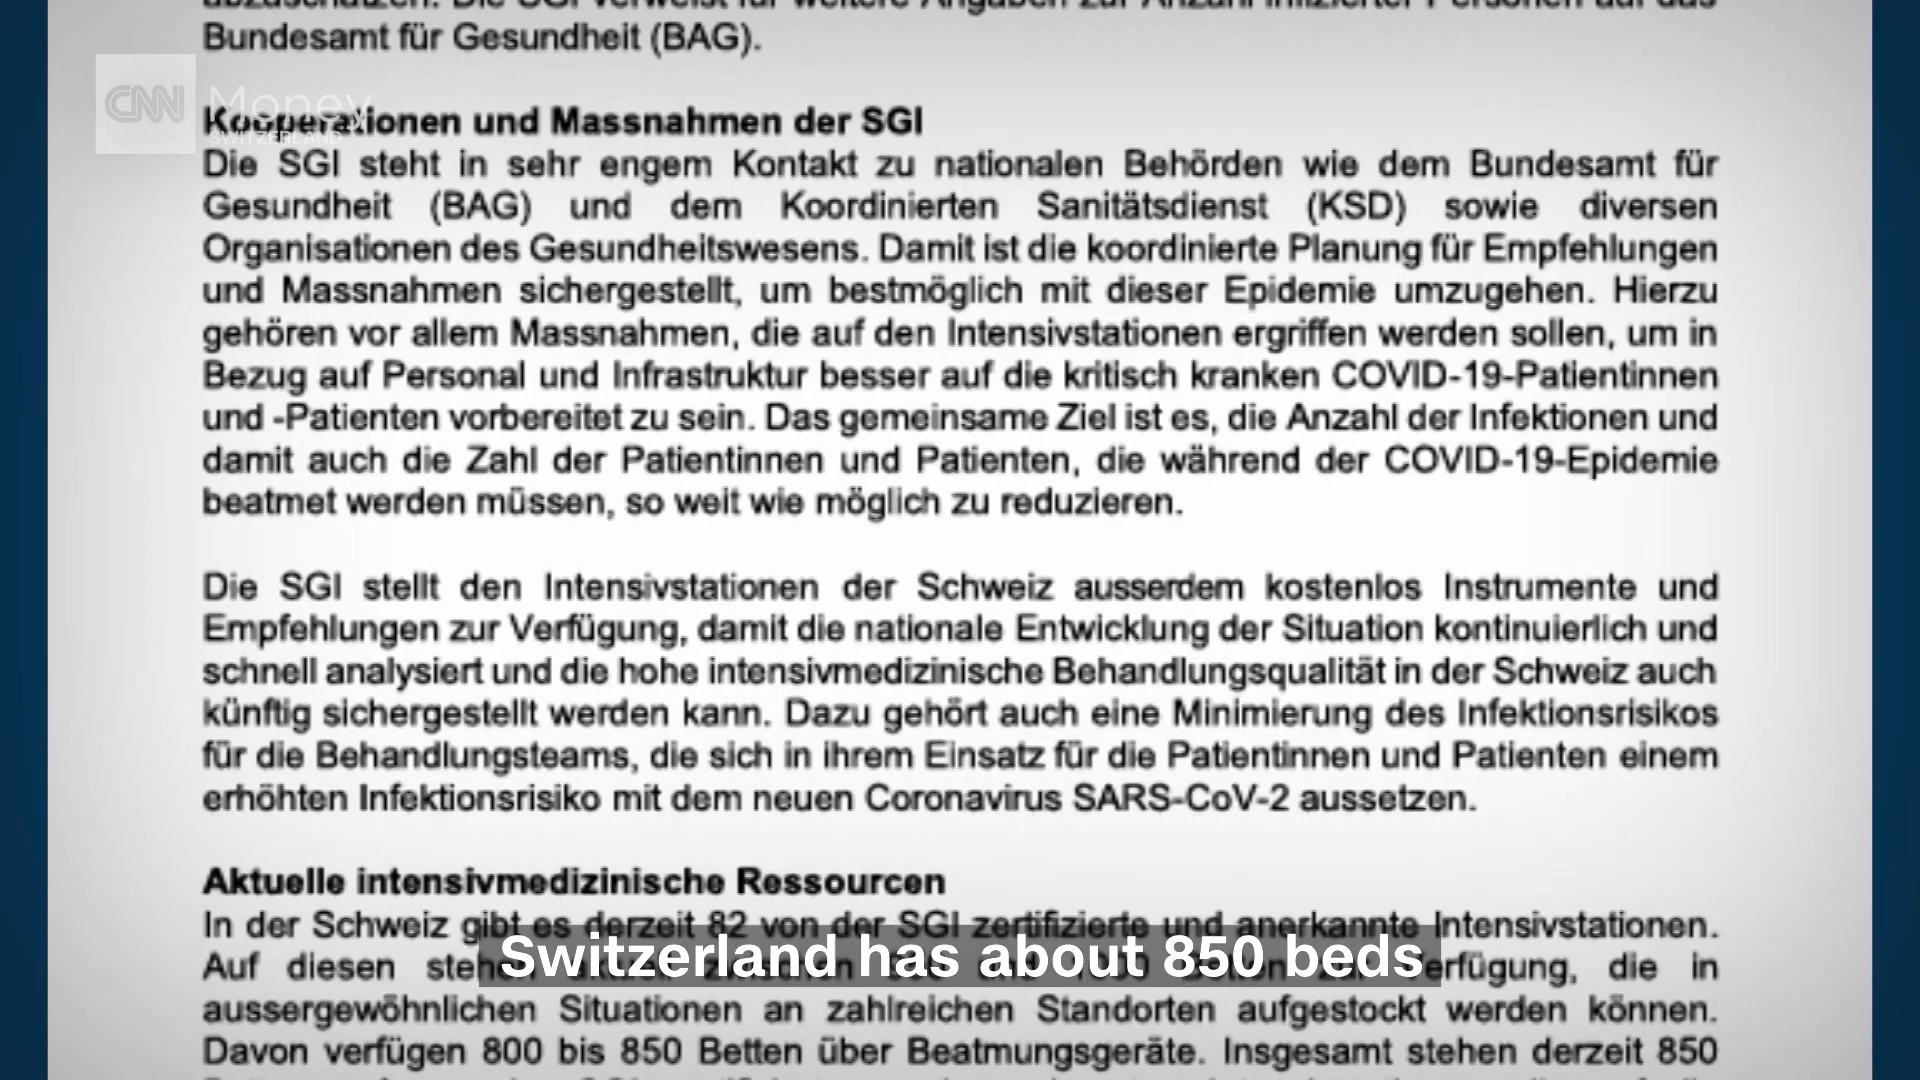 Bundesamt für Gesundheit (BAG).
CNN Money
SWITZERLAND
Kooperationen und Massnahmen der SGI
Die SGI steht in sehr engem Kontakt zu nationalen Behörden wie dem Bundesamt für
Gesundheit (BAG) und dem Koordinierten Sanitätsdienst (KSD) sowie diversen
Organisationen des Gesundheitswesens. Damit ist die koordinierte Planung für Empfehlungen
und Massnahmen sichergestellt, um bestmöglich mit dieser Epidemie umzugehen. Hierzu
gehören vor allem Massnahmen, die auf den Intensivstationen ergriffen werden sollen, um in
Bezug auf Personal und Infrastruktur besser auf die kritisch kranken COVID-19-Patientinnen
und -Patienten vorbereitet zu sein. Das gemeinsame Ziel ist es, die Anzahl der Infektionen und
damit auch die Zahl der Patientinnen und Patienten, die während der COVID-19-Epidemie
beatmet werden müssen, so weit wie möglich zu reduzieren.
Die SGI stellt den Intensivstationen der Schweiz ausserdem kostenlos Instrumente und
Empfehlungen zur Verfügung, damit die nationale Entwicklung der Situation kontinuierlich und
schnell analysiert und die hohe intensivmedizinische Behandlungsqualität in der Schweiz auch
künftig sichergestellt werden kann. Dazu gehört auch eine Minimierung des Infektionsrisikos
für die Behandlungsteams, die sich in ihrem Einsatz für die Patientinnen und Patienten einem
erhöhten Infektionsrisiko mit dem neuen Coronavirus SARS-CoV-2 aussetzen.
Aktuelle intensivmedizinische Ressourcen
In der Schweiz gibt es derzeit 82 von der SGI zertifizierte und anerkannte Intensivstationen.
Auf diesen die in
Switzerland has about 850 beds
aussergewöhnlichen Situationen an zahlreichen Standorten aufgestockt werden können.
Davon verfügen 800 bis 850 Betten über Beatmungsgeräte. Insgesamt stehen derzeit 850